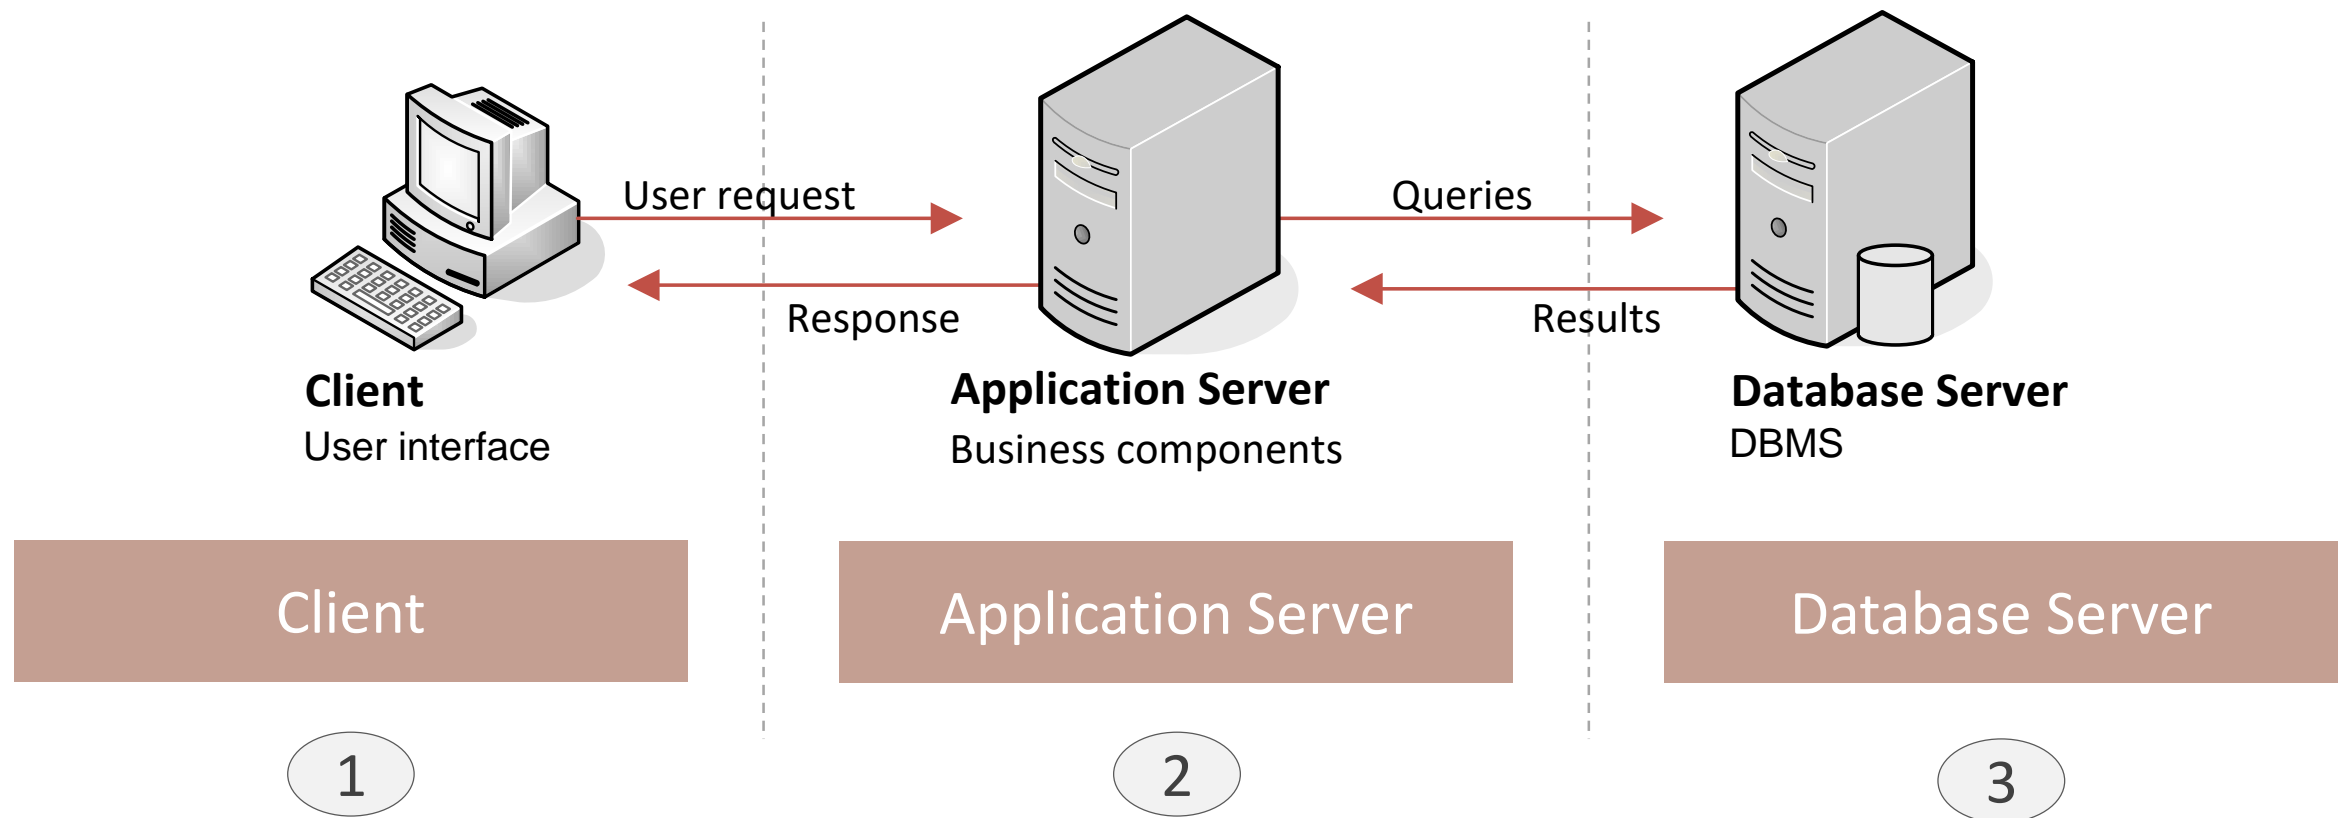 User request
Queries
Response
Results
Client
User interface
Application Server
Business components
Database Server
DBMS
Client
Application Server
Database Server
1
2
3